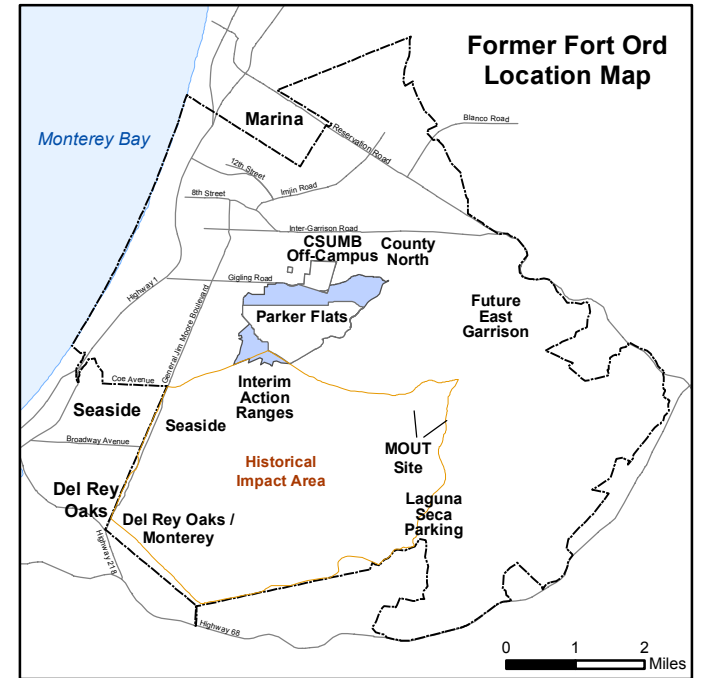 Former Fort Ord
Location Map
Marina
Blanco Road
Reservation Road
Monterey Bay
12th Street
Imjin Road
8th Street
Inter-Garrison Road
CSUMB
Off-Campus
County
North
Gigling Road
Highway 1
General Jim Moore Boulevard
Parker Flats
Future
East
Garrison
Coe Avenue
Interim
Action
Ranges
Seaside
Seaside
Broadway Avenue
MOUT
Site
Historical
Impact Area
Del Rey
Oaks
Del Rey Oaks /
Monterey
Laguna
Seca
Parking
Highway 218
Highway 68
0 1 2
Miles